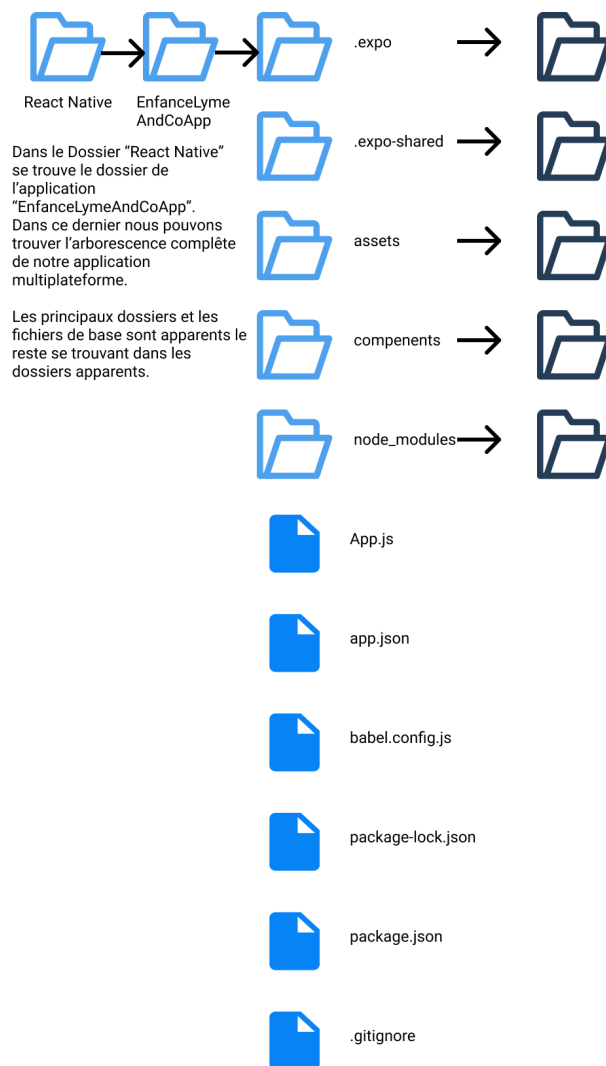 .expo
React Native
EnfanceLyme
AndCoApp
.expo-shared
Dans le Dossier “React Native”
se trouve le dossier de
l’application
“EnfanceLymeAndCoApp”.
Dans ce dernier nous pouvons
trouver l’arborescence complête
de notre application
multiplateforme.
assets
Les principaux dossiers et les
fichiers de base sont apparents le
reste se trouvant dans les
dossiers apparents.
compenents
node_modules
App.js
app.json
babel.config.js
package-lock.json
package.json
.gitignore